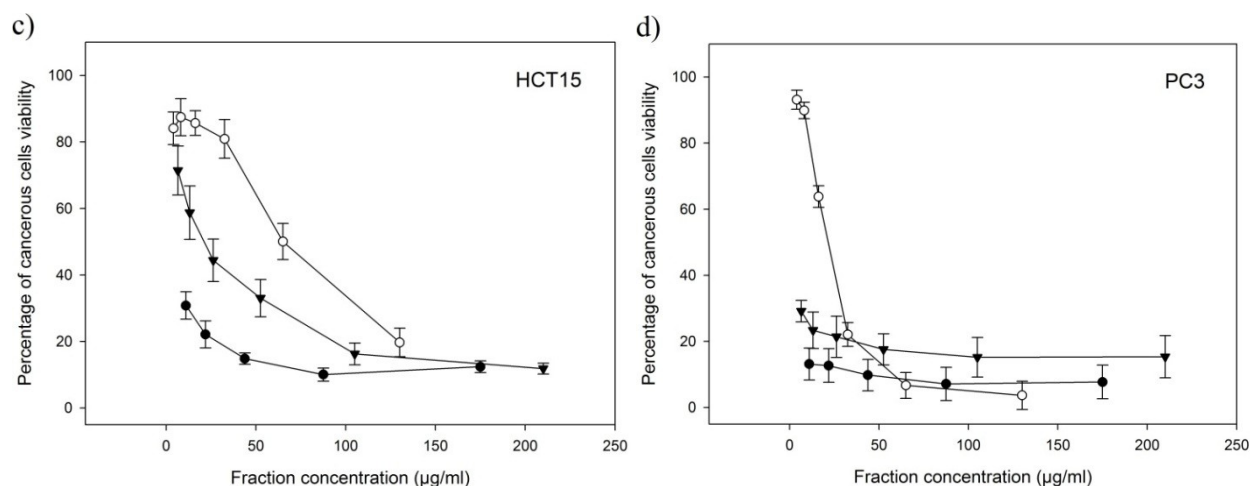 c)
HCT15
Percentage of cancerous cells viability
100
80
60
40
20
0
0 50 100 150 200 250
Fraction concentration (µg/ml)
d)
PC3
Percentage of cancerous cells viability
100
80
60
40
20
0
0 50 100 150 200 250
Fraction concentration (µg/ml)